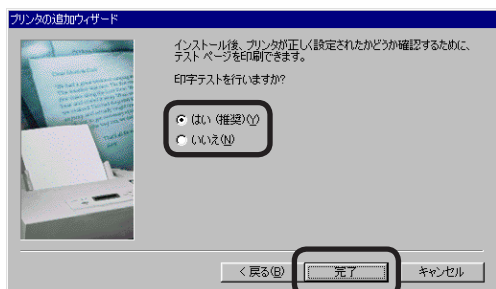 プリンタの追加ウィザード
インストール後、プリンタが正しく設定されたかどうか確認するために、
テスト ページを印刷できます。
印字テストを行いますか?
はい (推奨)(Y)
いいえ(N)
< 戻る(B)
完了
キャンセル